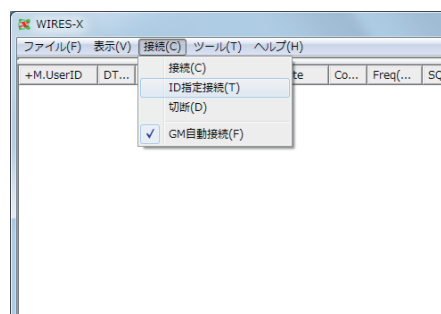 WIRES-X
ファイル(F) 表示(V) 接続(C) ツール(T) ヘルプ(H)
+M.UserID DT... te Co... Freq(... SQ
接続(C)
ID指定接続(T)
切断(D)
✓ GM自動接続(F)